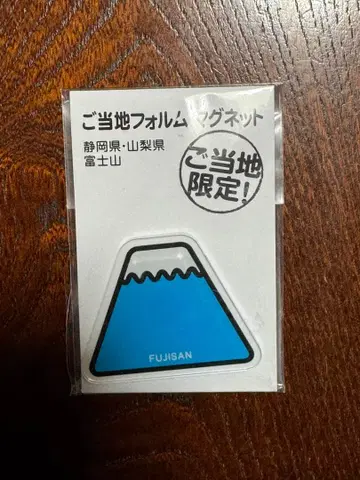 ご当地フォルム マグネット
静岡県・山梨県
富士山
ご当地
限定!
FUJISAN